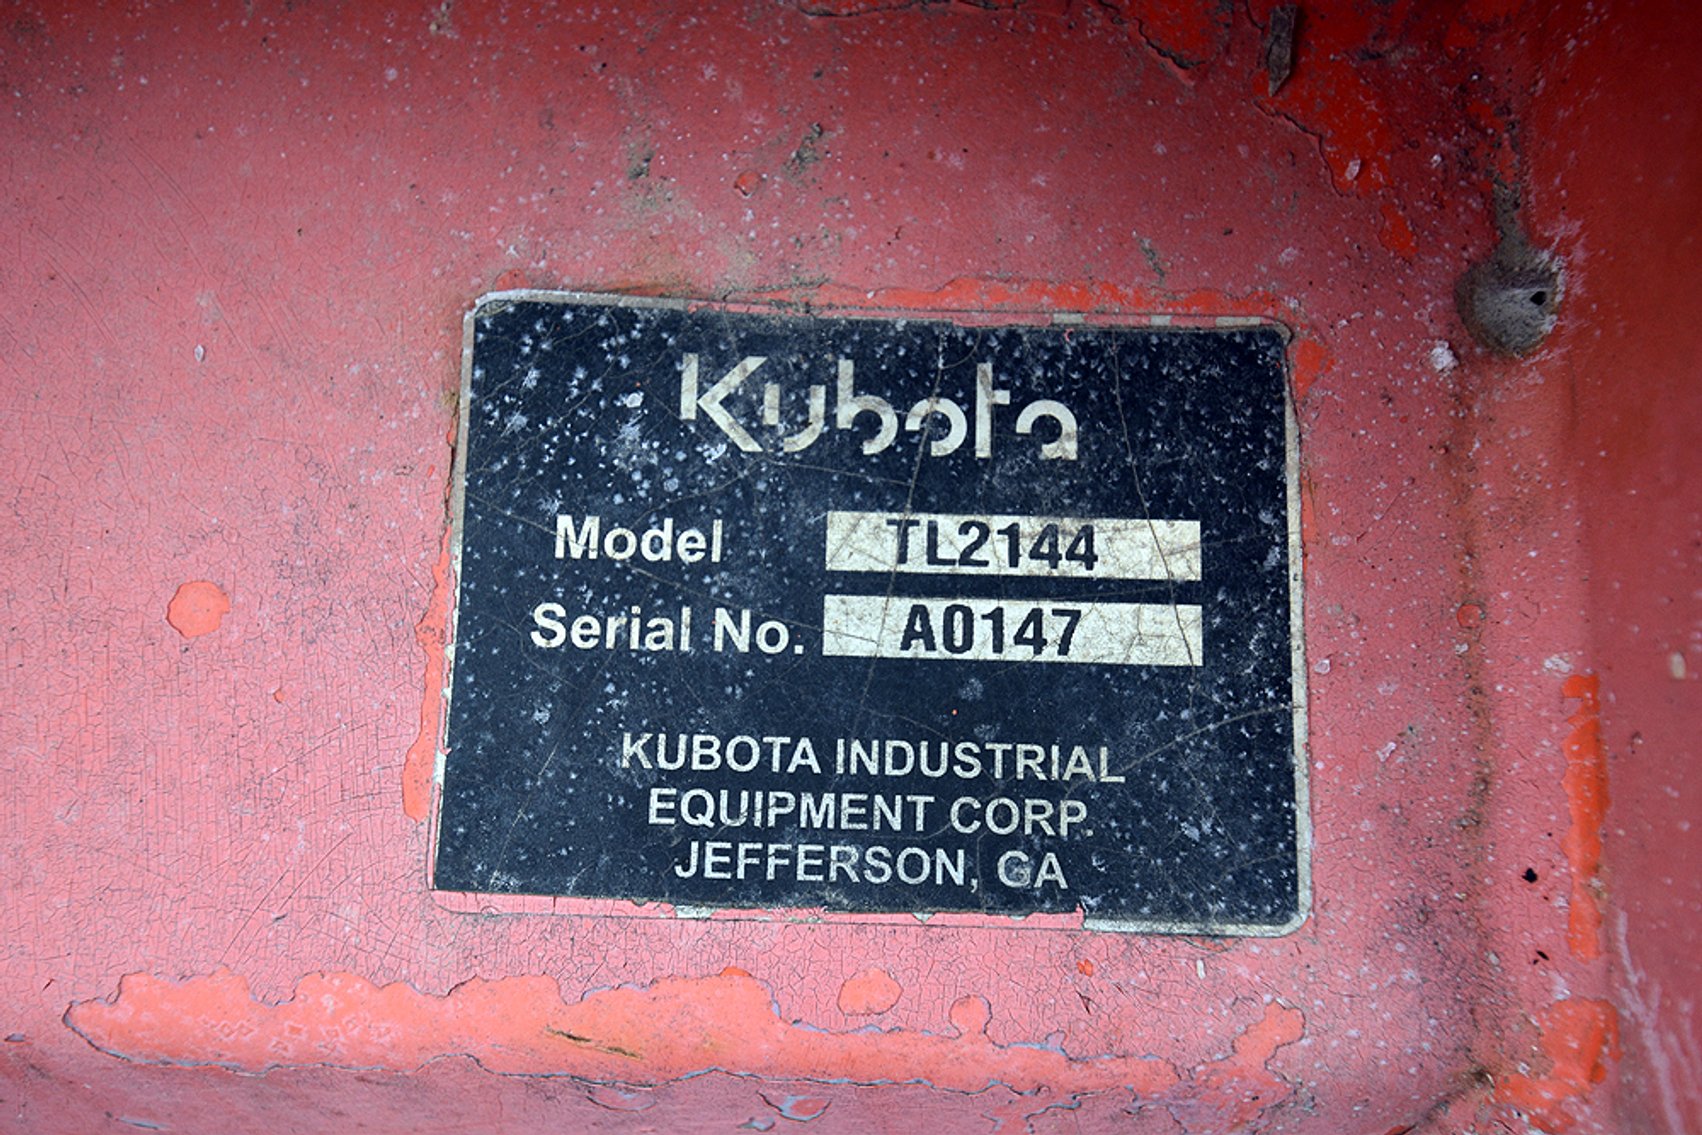 Kubota
Model TL2144
Serial No. A0147
KUBOTA INDUSTRIAL
EQUIPMENT CORP.
JEFFERSON, GA